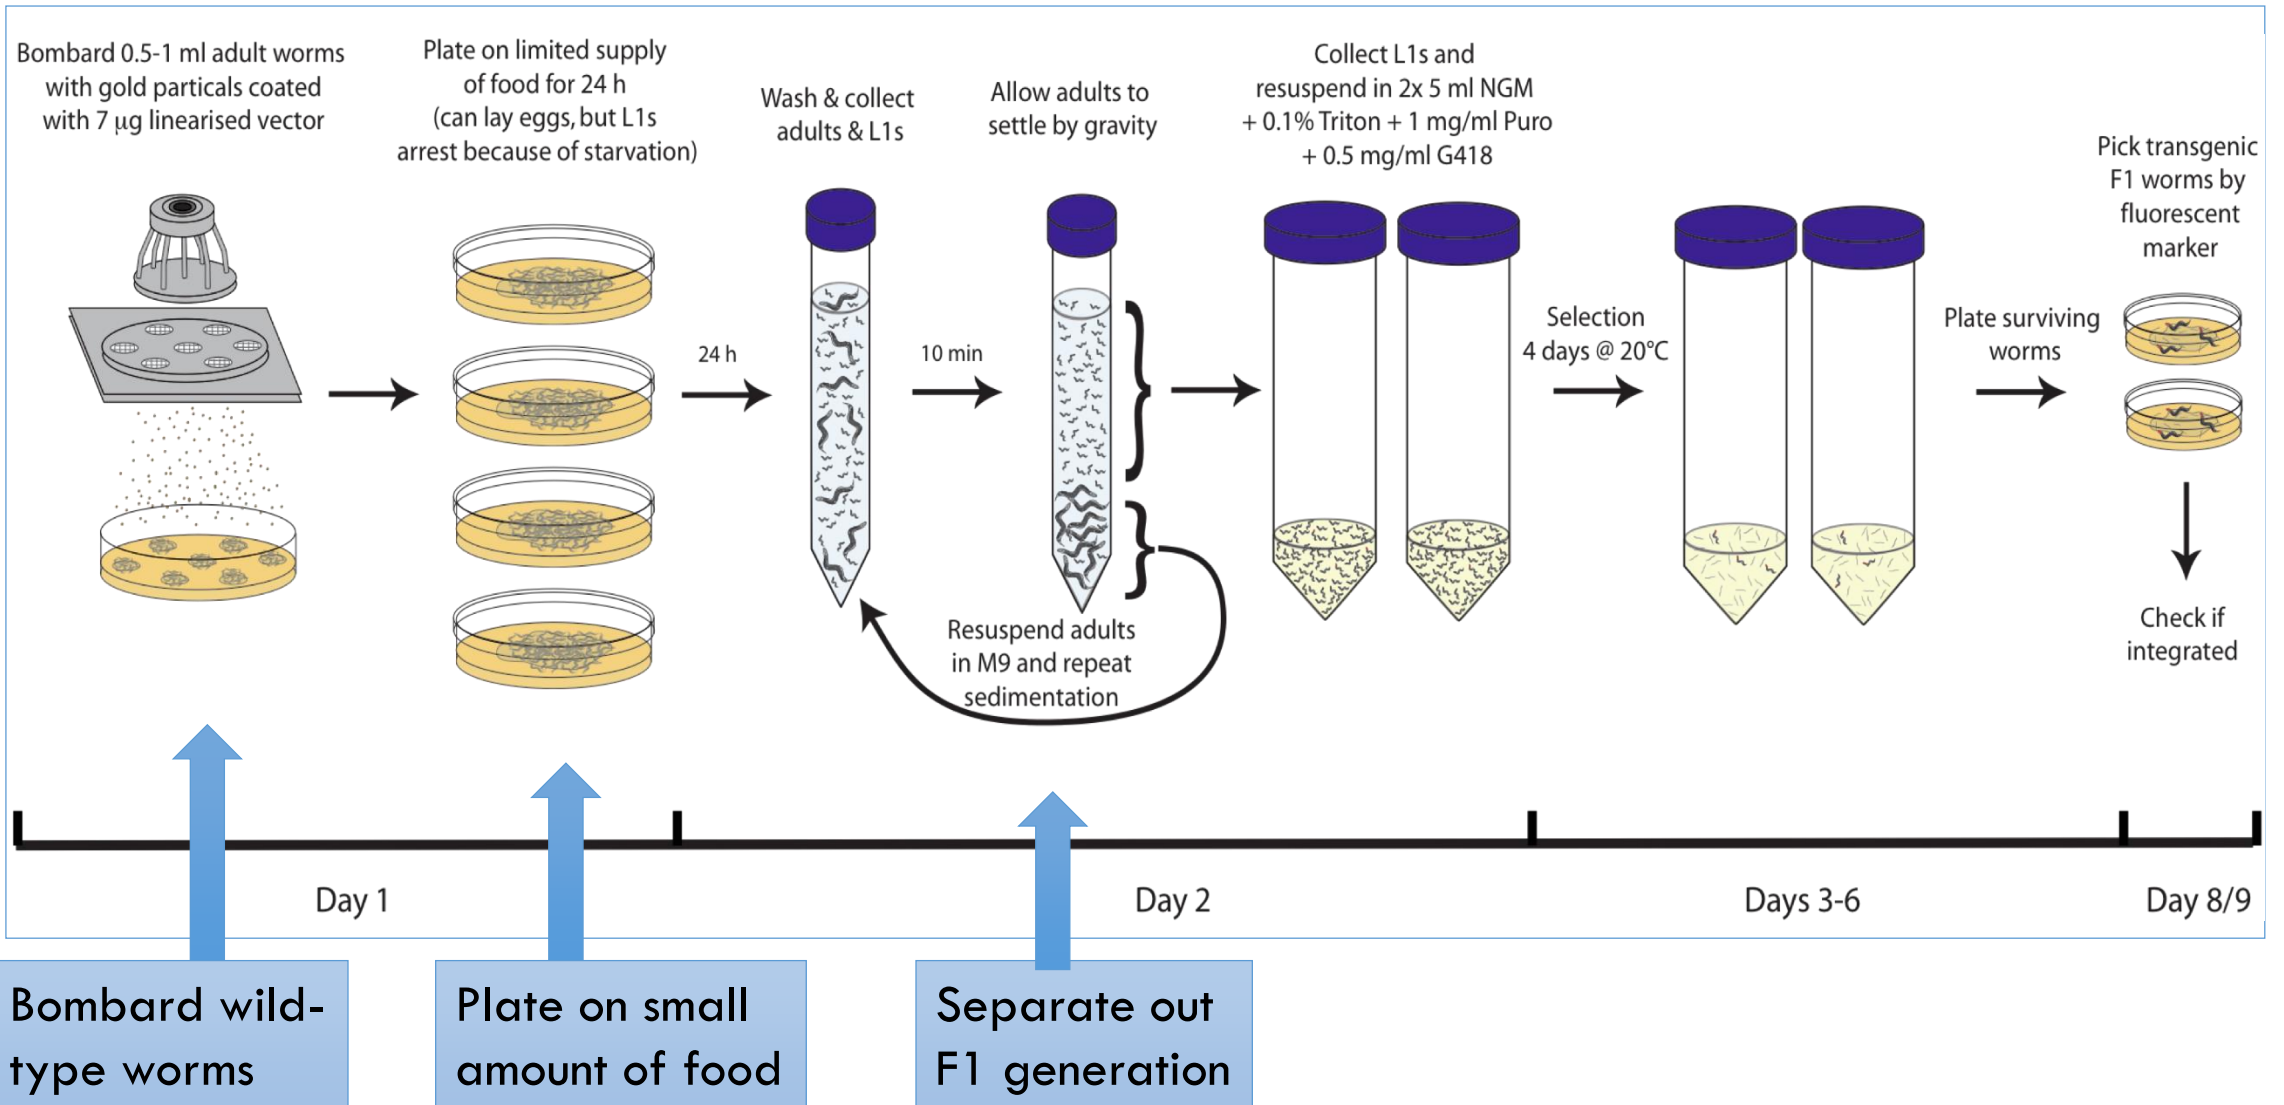 Bombard 0.5-1 ml adult worms
with gold particals coated
with 7 µg linearised vector
Plate on limited supply
of food for 24 h
(can lay eggs, but L1s
arrest because of starvation)
24 h
Wash & collect
adults & L1s
10 min
Allow adults to
settle by gravity
Resuspend adults
in M9 and repeat
sedimentation
Collect L1s and
resuspend in 2x 5 ml NGM
+ 0.1% Triton + 1 mg/ml Puro
+ 0.5 mg/ml G418
Selection
4 days @ 20°C
Plate surviving
worms
Pick transgenic
F1 worms by
fluorescent
marker
Check if
integrated
Day 1
Day 2
Days 3-6
Day 8/9
Bombard wild-
type worms
Plate on small
amount of food
Separate out
F1 generation